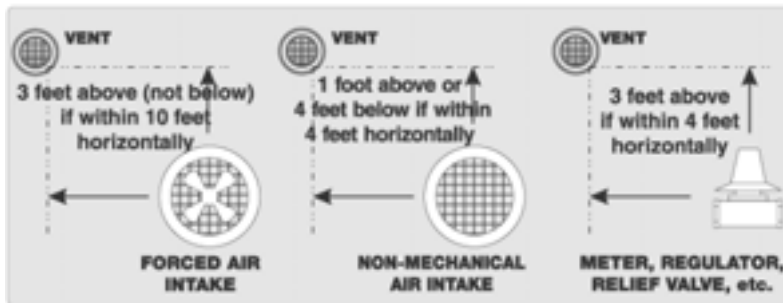 VENT
3 feet above (not below)
if within 10 feet
horizontally
FORCED AIR
INTAKE
VENT
1 foot above or
4 feet below if within
4 feet horizontally
NON-MECHANICAL
AIR INTAKE
VENT
3 feet above
if within 4 feet
horizontally
METER, REGULATOR,
RELIEF VALVE, etc.